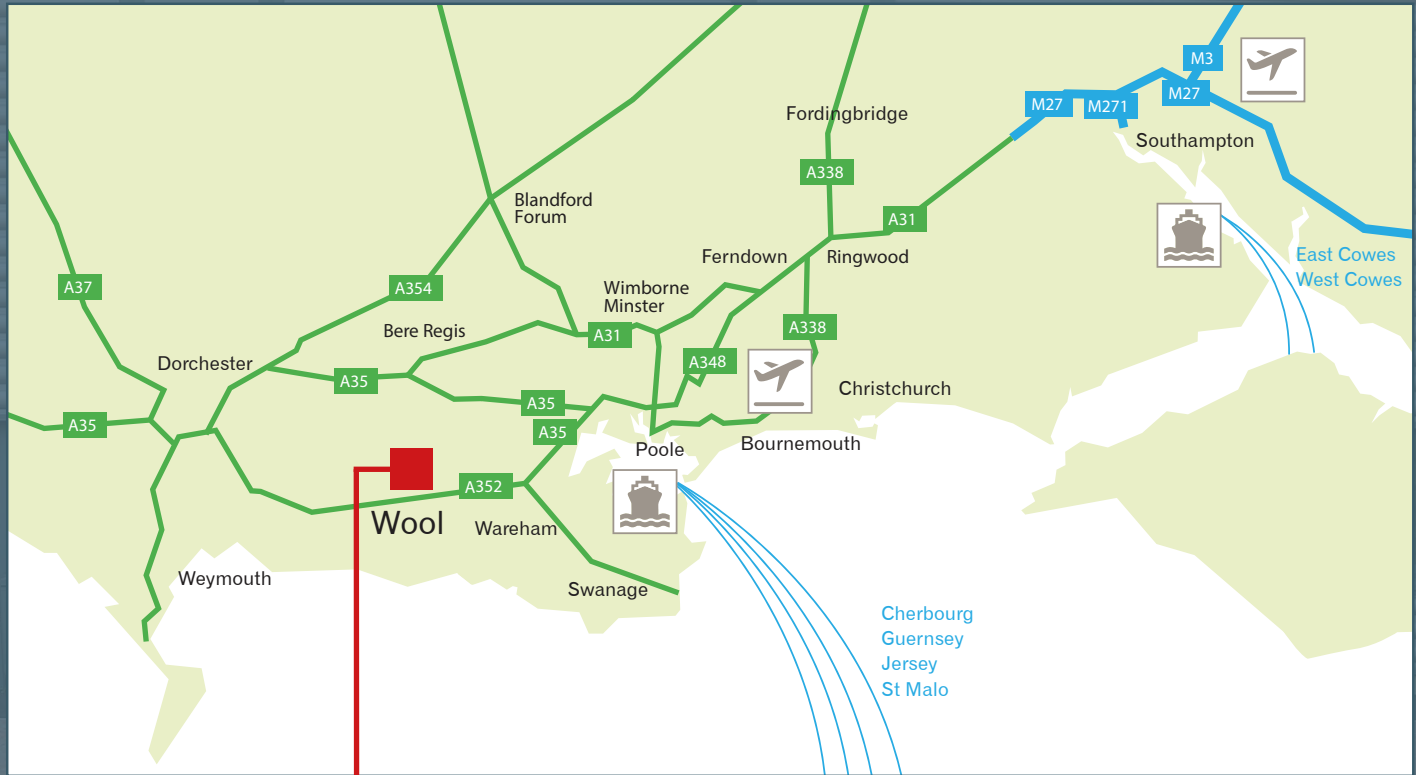 M3
M27
M271
M27
Fordingbridge
Southampton
A338
Blandford
Forum
A31
Ferndown
Ringwood
East Cowes
West Cowes
A37
A354
Wimborne
Minster
Bere Regis
A31
A338
Dorchester
A348
A35
Christchurch
A35
A35
A35
Poole
Bournemouth
A352
Wool
Wareham
Weymouth
Swanage
Cherbourg
Guernsey
Jersey
St Malo